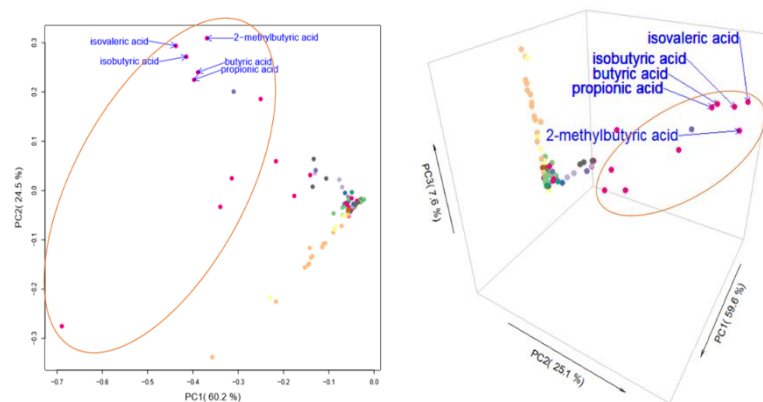 2-methylbutyric acid
isovaleric acid
isobutyric acid
butyric acid
propionic acid
PC2( 24.5 %)
0.3
0.2
0.1
0.0
−0.1
−0.2
−0.3
−0.7
−0.6
−0.5
−0.4
−0.3
−0.2
−0.1
0.0
PC1( 60.2 %)
isovaleric acid
isobutyric acid
butyric acid
propionic acid
2-methylbutyric acid
PC3( 7.6 %)
PC2( 25.1 %)
PC1( 59.6 %)